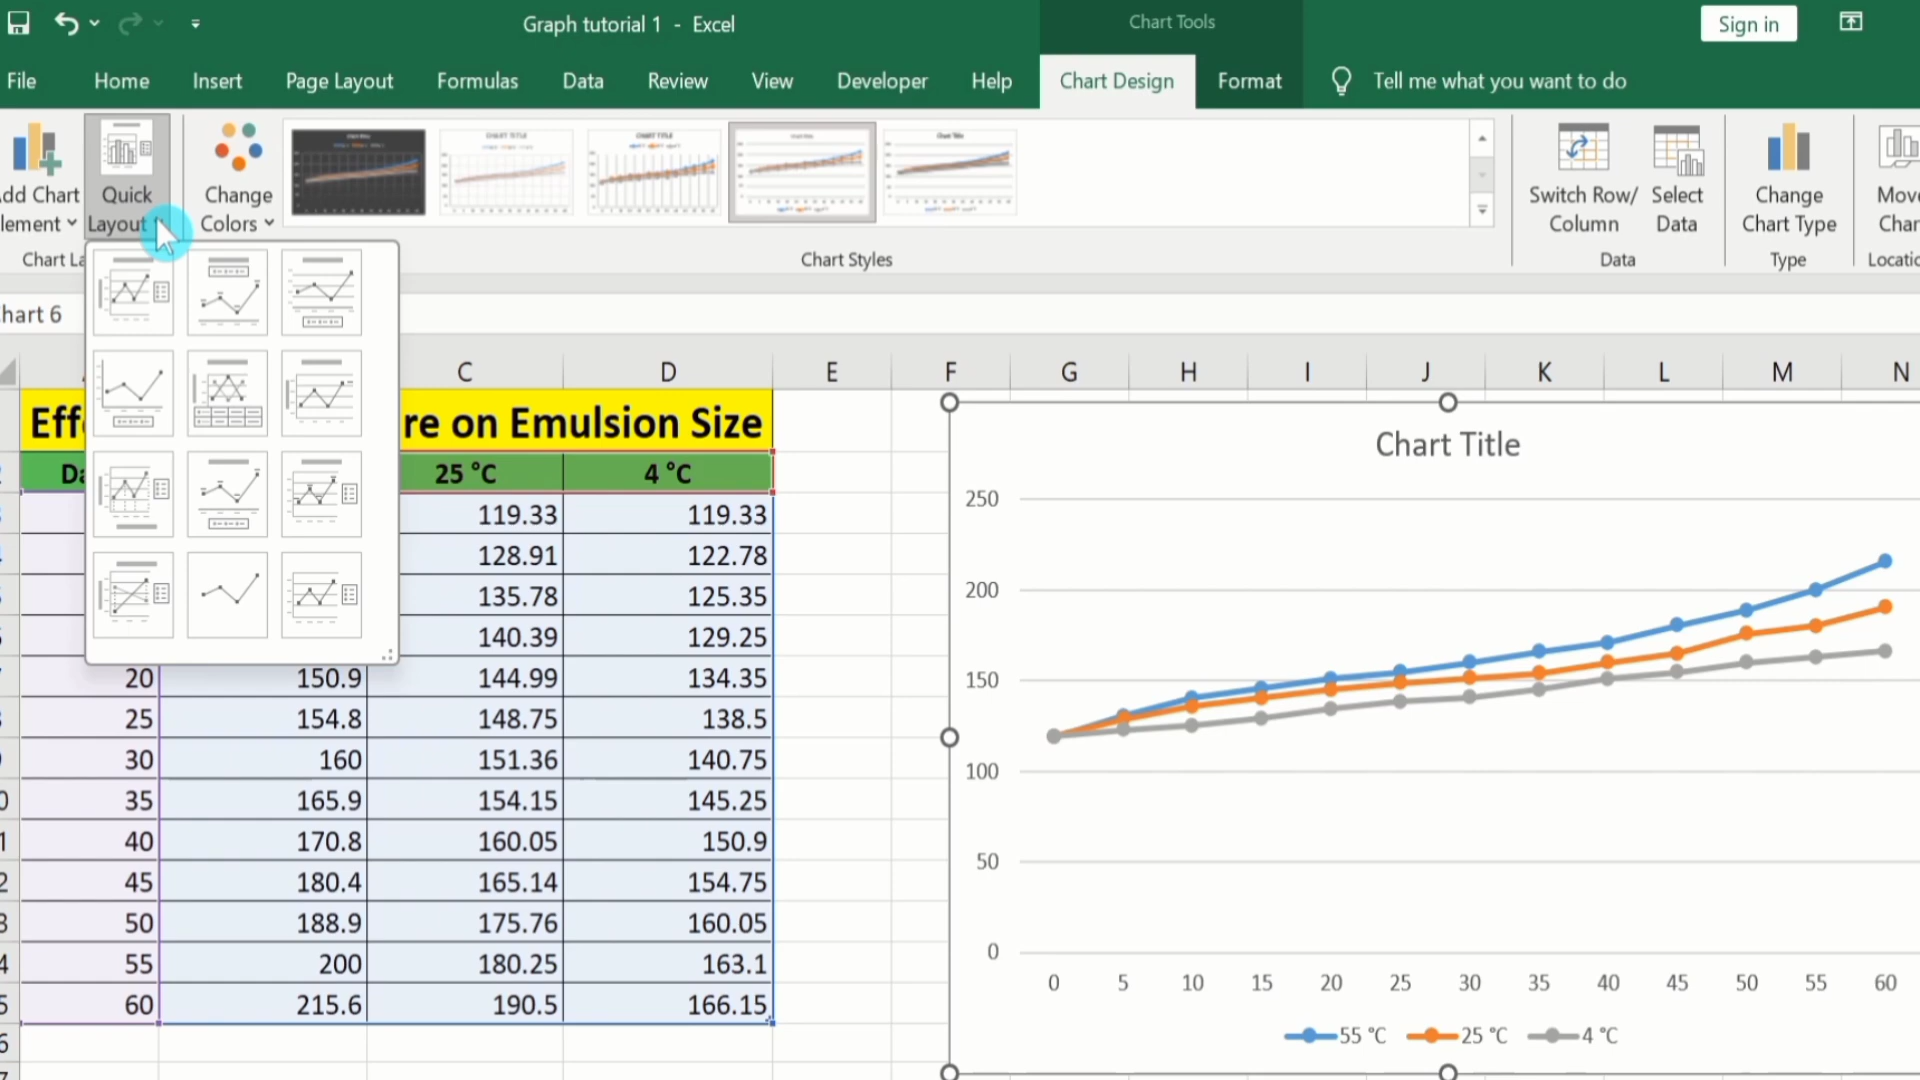 Graph tutorial 1 - Excel
Chart Tools
Sign in
File Home Insert Page Layout Formulas Data Review View Developer Help Chart Design Format Tell me what you want to do
dd Chart
lement
Quick
Layout
Change
Colors
Switch Row/
Column
Select
Data
Change
Chart Type
Mov
Char
Chart La
Chart Styles
Data
Type
Locatio
hart 6
C D E F G H I J K L M N
Eff re on Emulsion Size
Da 25 °C 4 °C
119.33 119.33
128.91 122.78
135.78 125.35
140.39 129.25
20 150.9 144.99 134.35
25 154.8 148.75 138.5
30 160 151.36 140.75
35 165.9 154.15 145.25
40 170.8 160.05 150.9
45 180.4 165.14 154.75
50 188.9 175.76 160.05
55 200 180.25 163.1
60 215.6 190.5 166.15
Chart Title
250
200
150
100
50
0
0 5 10 15 20 25 30 35 40 45 50 55 60
55 °C 25 °C 4 °C